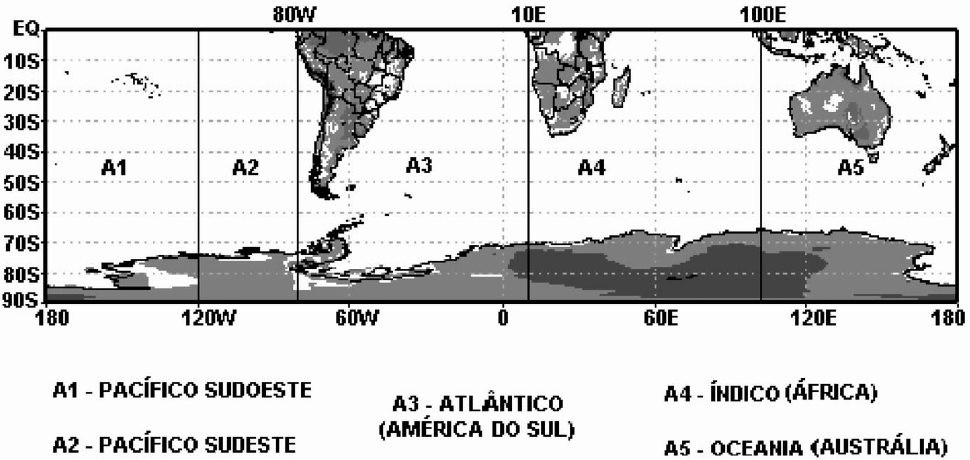 80W 10E 100E
EQ
10S
20S
30S
40S
A1 A2 A3 A4 A5
50S
60S
70S
80S
90S
180 120W 60W 0 60E 120E 180
A1 - PACÍFICO SUDOESTE
A2 - PACÍFICO SUDESTE
A3 - ATLÂNTICO
(AMÉRICA DO SUL)
A4 - ÍNDICO (ÁFRICA)
A5 - OCEANIA (AUSTRÁLIA)